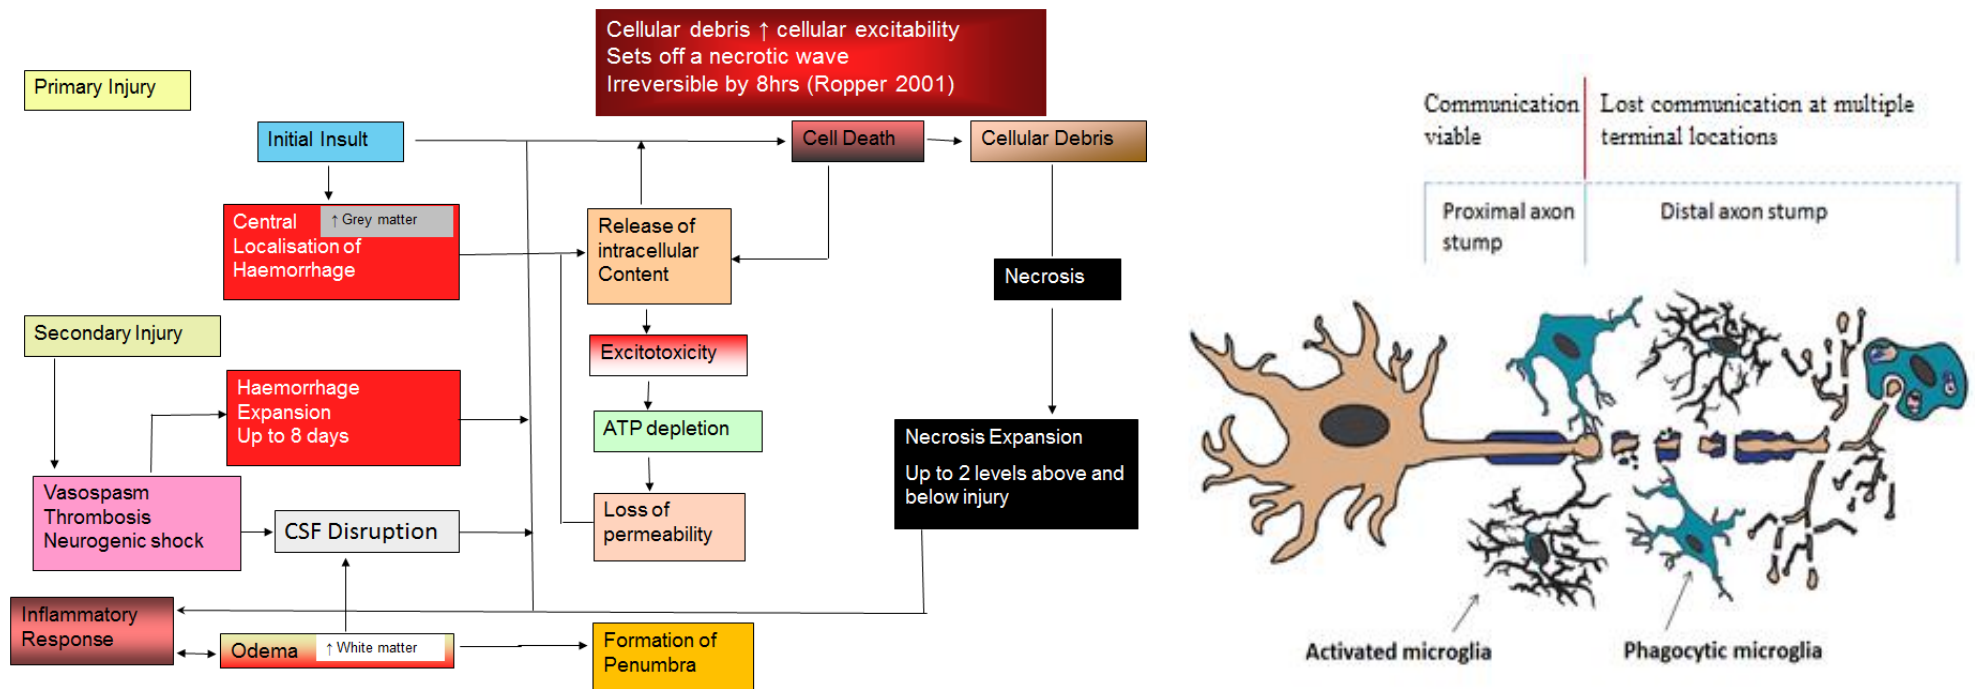 Cellular debris ↑ cellular excitability
Sets off a necrotic wave
Irreversible by 8hrs (Ropper 2001)
Primary Injury
Initial Insult
Cell Death
Cellular Debris
Central
↑ Grey matter
Localisation of
Haemorrhage
Release of
intracellular
Content
Necrosis
Secondary Injury
Excitotoxicity
Haemorrhage
Expansion
Up to 8 days
ATP depletion
Necrosis Expansion
Up to 2 levels above and
below injury
Vasospasm
Thrombosis
Neurogenic shock
CSF Disruption
Loss of
permeability
Inflammatory
Response
Odema
↑ White matter
Formation of
Penumbra
Communication
viable
Lost communication at multiple
terminal locations
Proximal axon
stump
Distal axon stump
Activated microglia
Phagocytic microglia